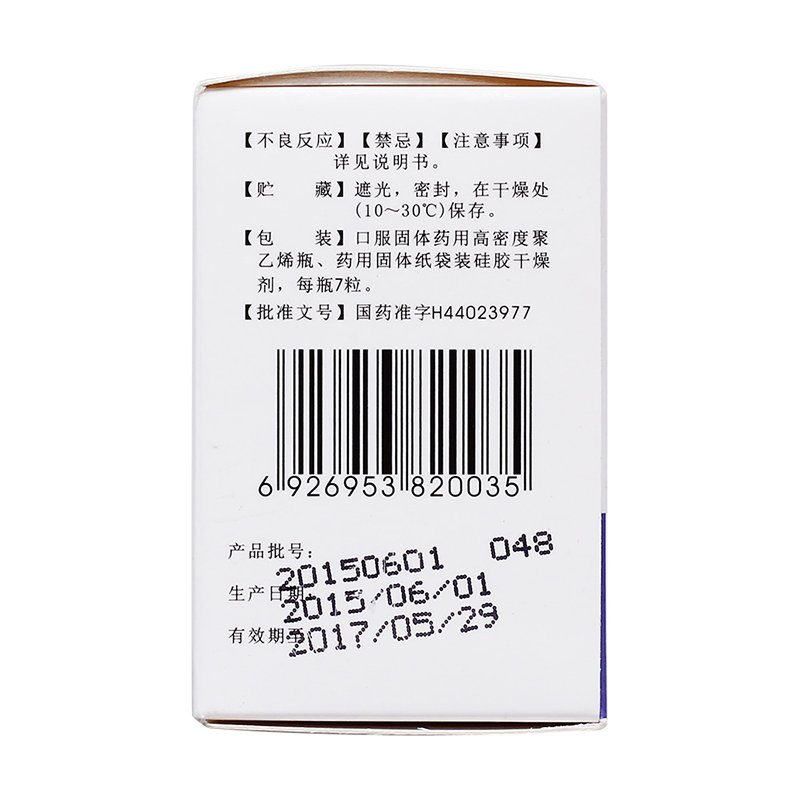 【不良反应】【禁忌】【注意事项】
详见说明书。
【贮 藏】遮光，密封，在干燥处
(10～30℃)保存。
【包 装】口服固体药用高密度聚
乙烯瓶、药用固体纸袋装硅胶干燥
剂，每瓶7粒。
【批准文号】国药准字H44023977
6 926953 820035
产品批号： 20150601 048
生产日期： 2015/06/01
有效期至： 2017/05/29